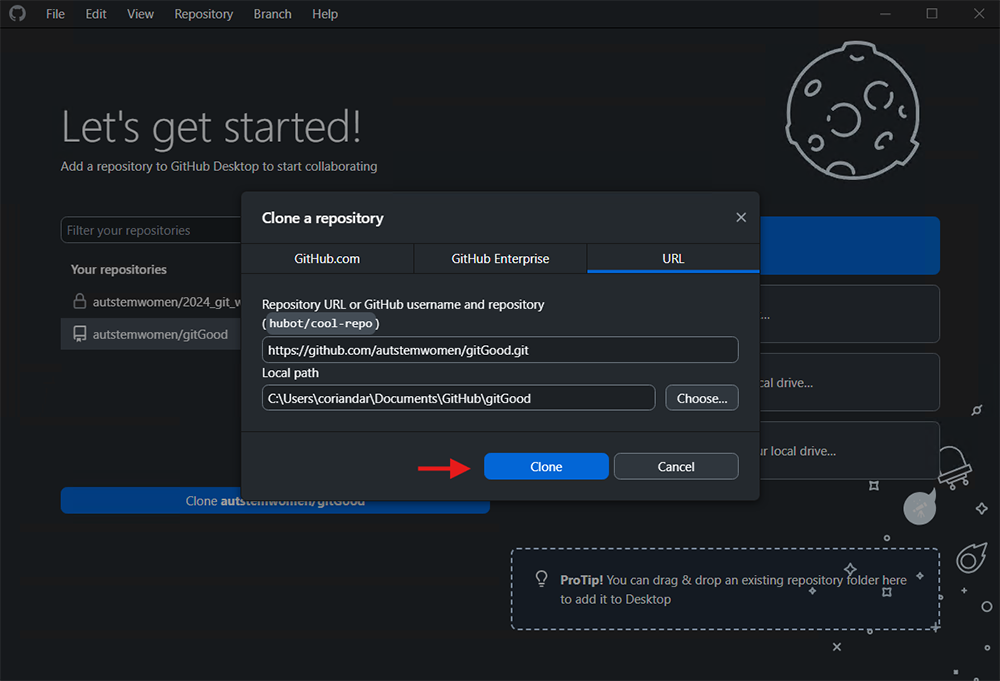 File Edit View Repository Branch Help
Let's get started!
Add a repository to GitHub Desktop to start collaborating
Filter your repositories
Your repositories
autstemwomen/2024_git_w
autstemwomen/gitGood
Clone autstemwomen/gitGood
Clone a repository
GitHub.com GitHub Enterprise URL
Repository URL or GitHub username and repository
(hubot/cool-repo)
https://github.com/autstemwomen/gitGood.git
Local path
C:\Users\coriandar\Documents\GitHub\gitGood
Choose...
Clone Cancel
...
cal drive...
ur local drive...
ProTip! You can drag & drop an existing repository folder here
to add it to Desktop